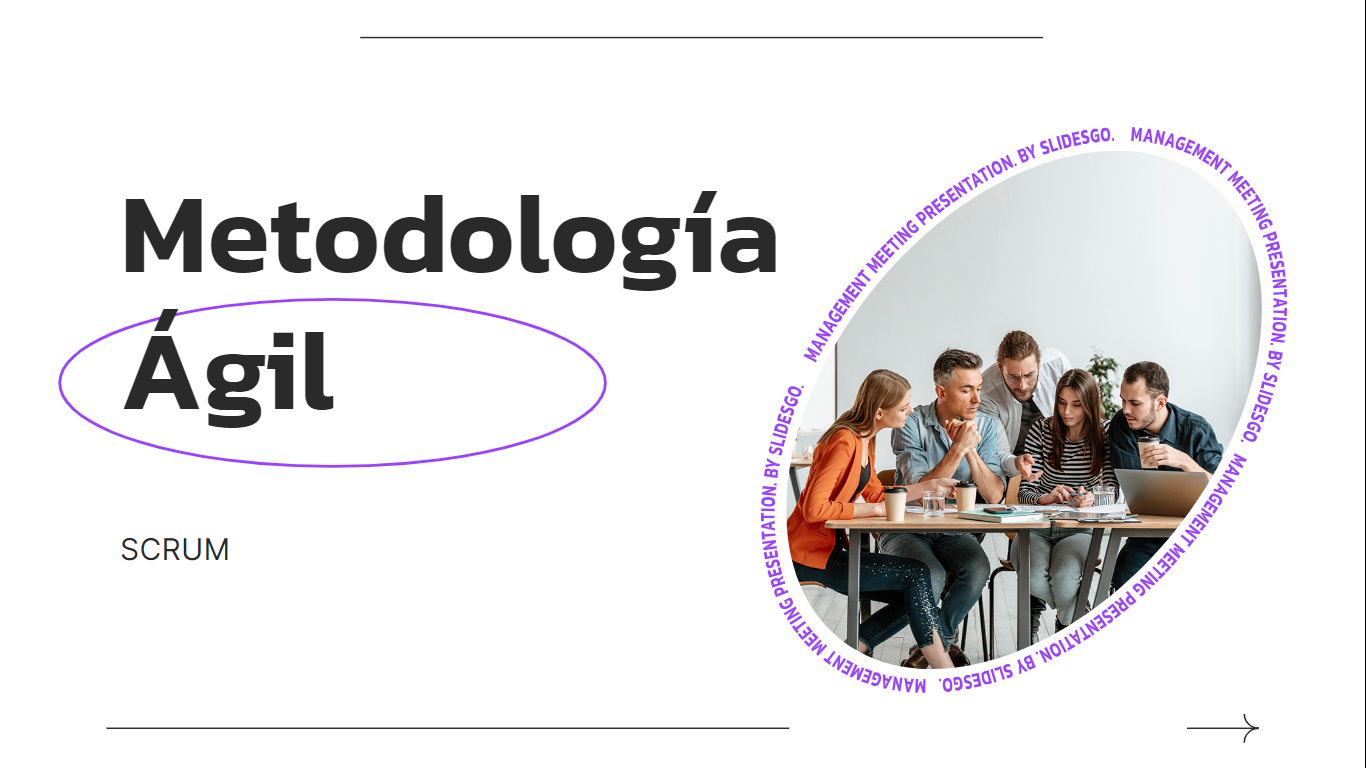 Metodología
Ágil
SCRUM
MANAGEMENT MEETING PRESENTATION. BY SLIDESGO.
MANAGEMENT MEETING PRESENTATION. BY SLIDESGO.
MANAGEMENT MEETING PRESENTATION. BY SLIDESGO.
MANAGEMENT MEETING PRESENTATION. BY SLIDESGO.